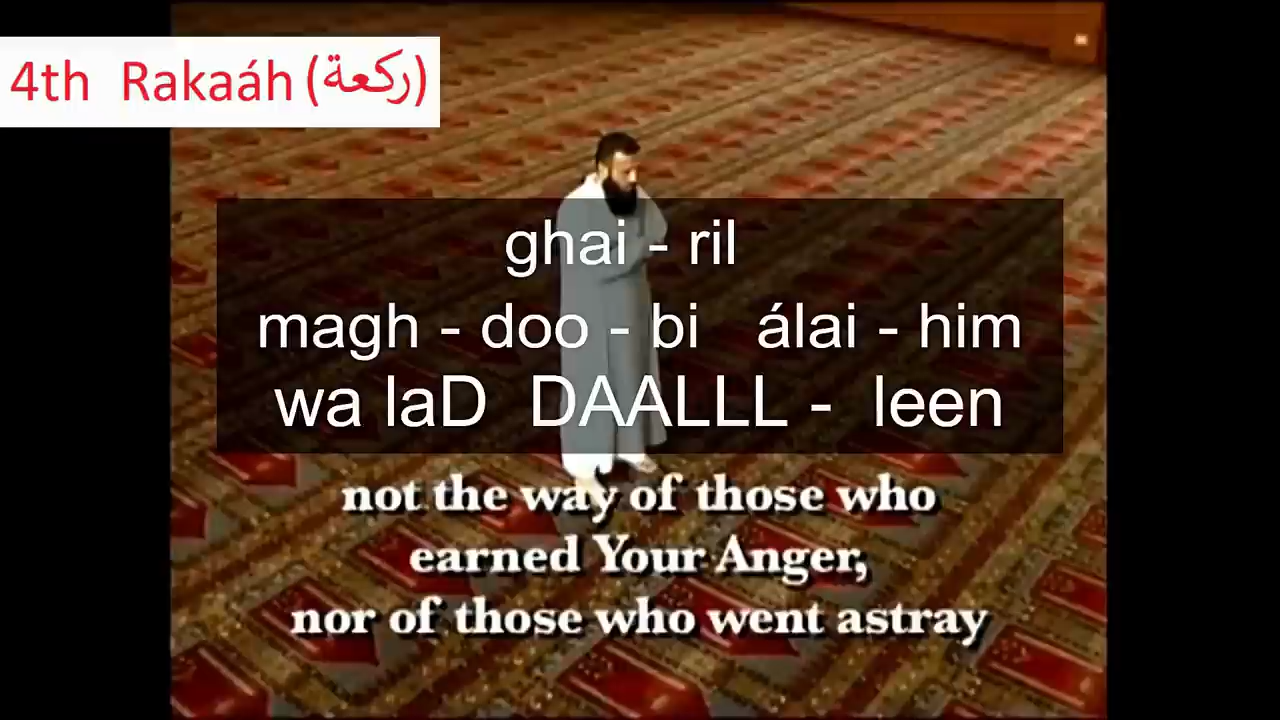 4th Rakaáh (ركعة)
ghai - ril
magh - doo - bi álai - him
wa laD DAALLL - leen
not the way of those who
earned Your Anger,
nor of those who went astray